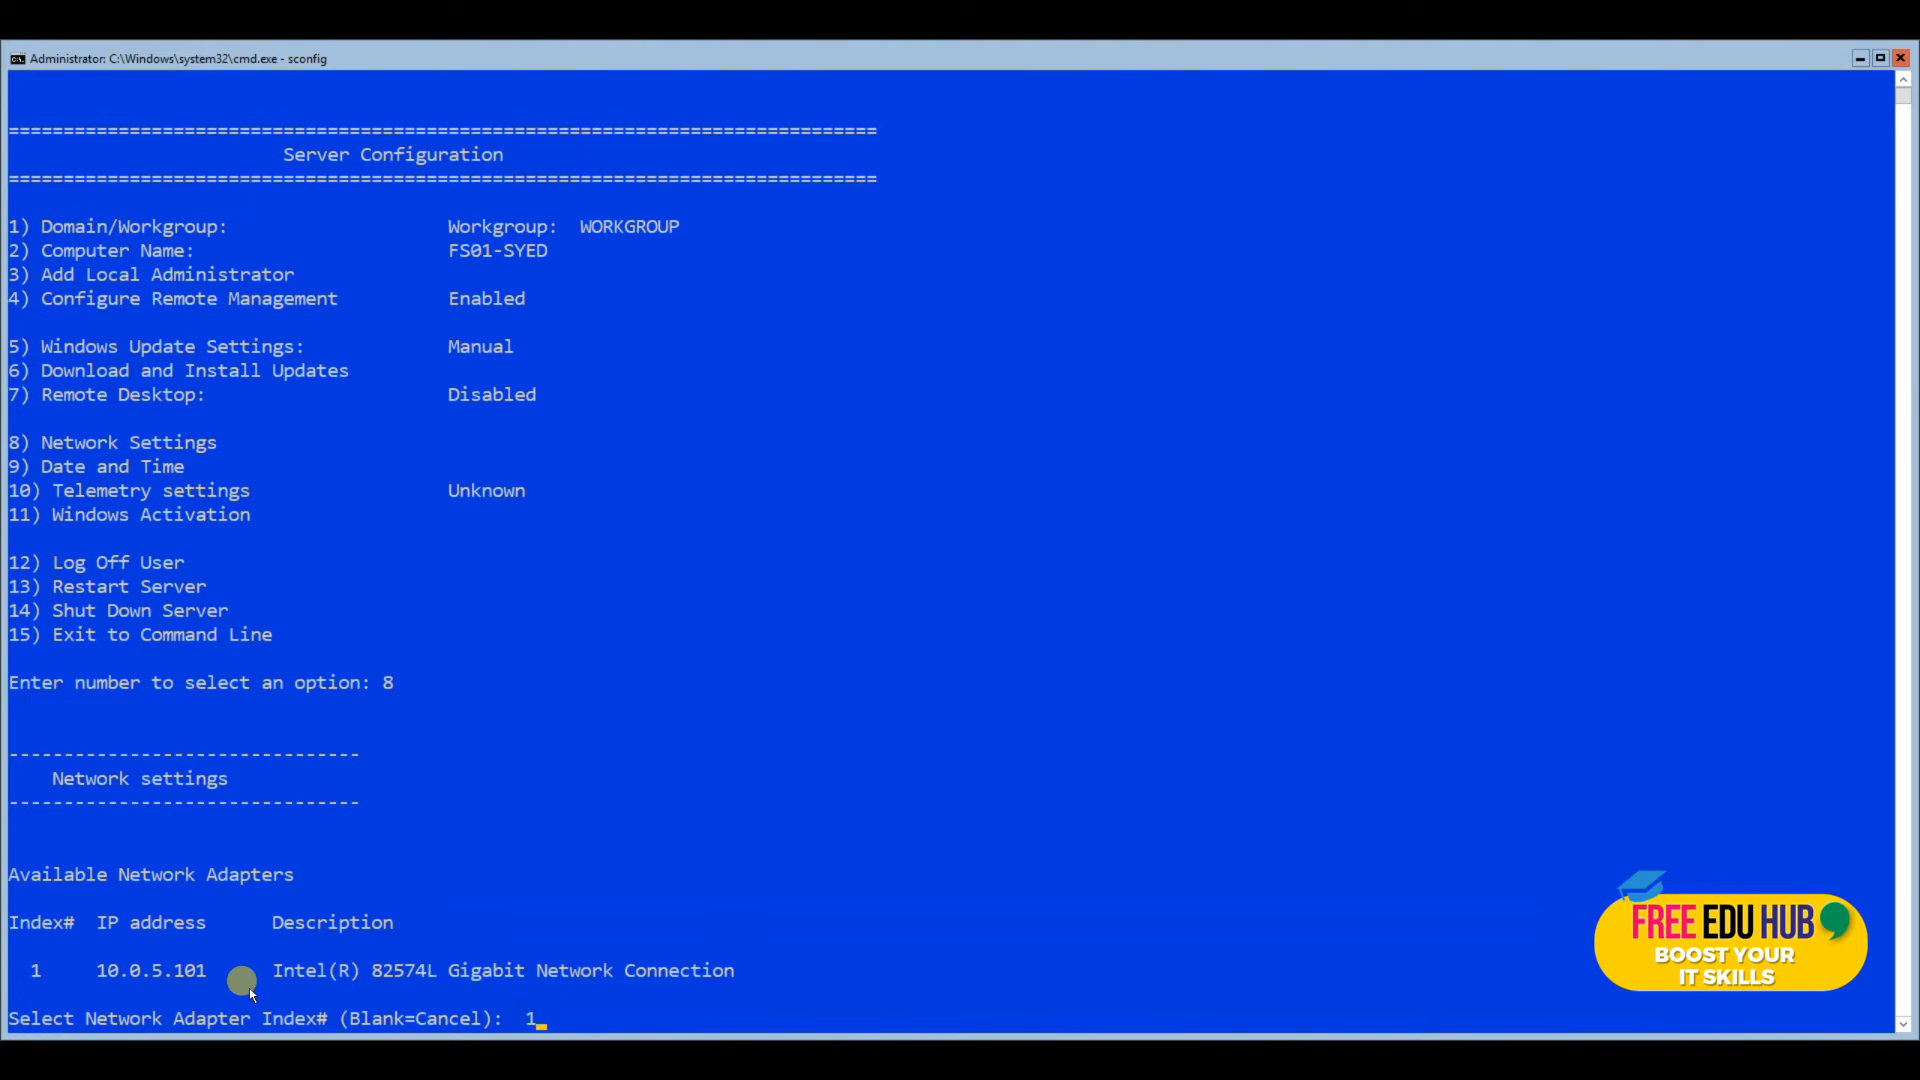 Administrator: C:\Windows\system32\cmd.exe - sconfig
===============================================================================
Server Configuration
===============================================================================
1) Domain/Workgroup: Workgroup: WORKGROUP
2) Computer Name: FS01-SYED
3) Add Local Administrator
4) Configure Remote Management Enabled
5) Windows Update Settings: Manual
6) Download and Install Updates
7) Remote Desktop: Disabled
8) Network Settings
9) Date and Time
10) Telemetry settings Unknown
11) Windows Activation
12) Log Off User
13) Restart Server
14) Shut Down Server
15) Exit to Command Line
Enter number to select an option: 8
--------------------------------
Network settings
--------------------------------
Available Network Adapters
Index# IP address Description
1 10.0.5.101 Intel(R) 82574L Gigabit Network Connection
Select Network Adapter Index# (Blank=Cancel): 1
FREE EDU HUB
BOOST YOUR
IT SKILLS